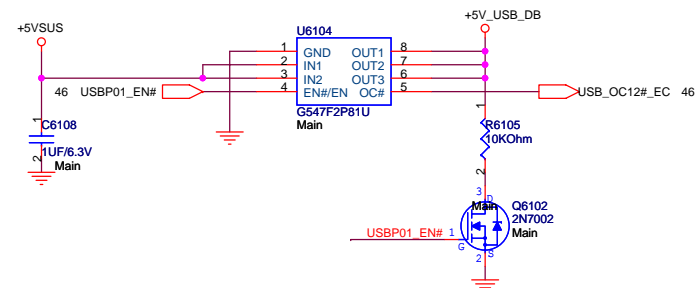 +5VSUS
U6104
+5V_USB_DB
1 GND OUT1 8
2 IN1 OUT2 7
3 IN2 OUT3 6
46 USBP01_EN# 4 EN#/EN OC# 5 USB_OC12#_EC 46
G547F2P81U
Main
1
C6108
2
1UF/6.3V
Main
1
R6105
10KOhm
2
3
D
Main
Q6102
2N7002
Main
USBP01_EN# 1
G
S
2